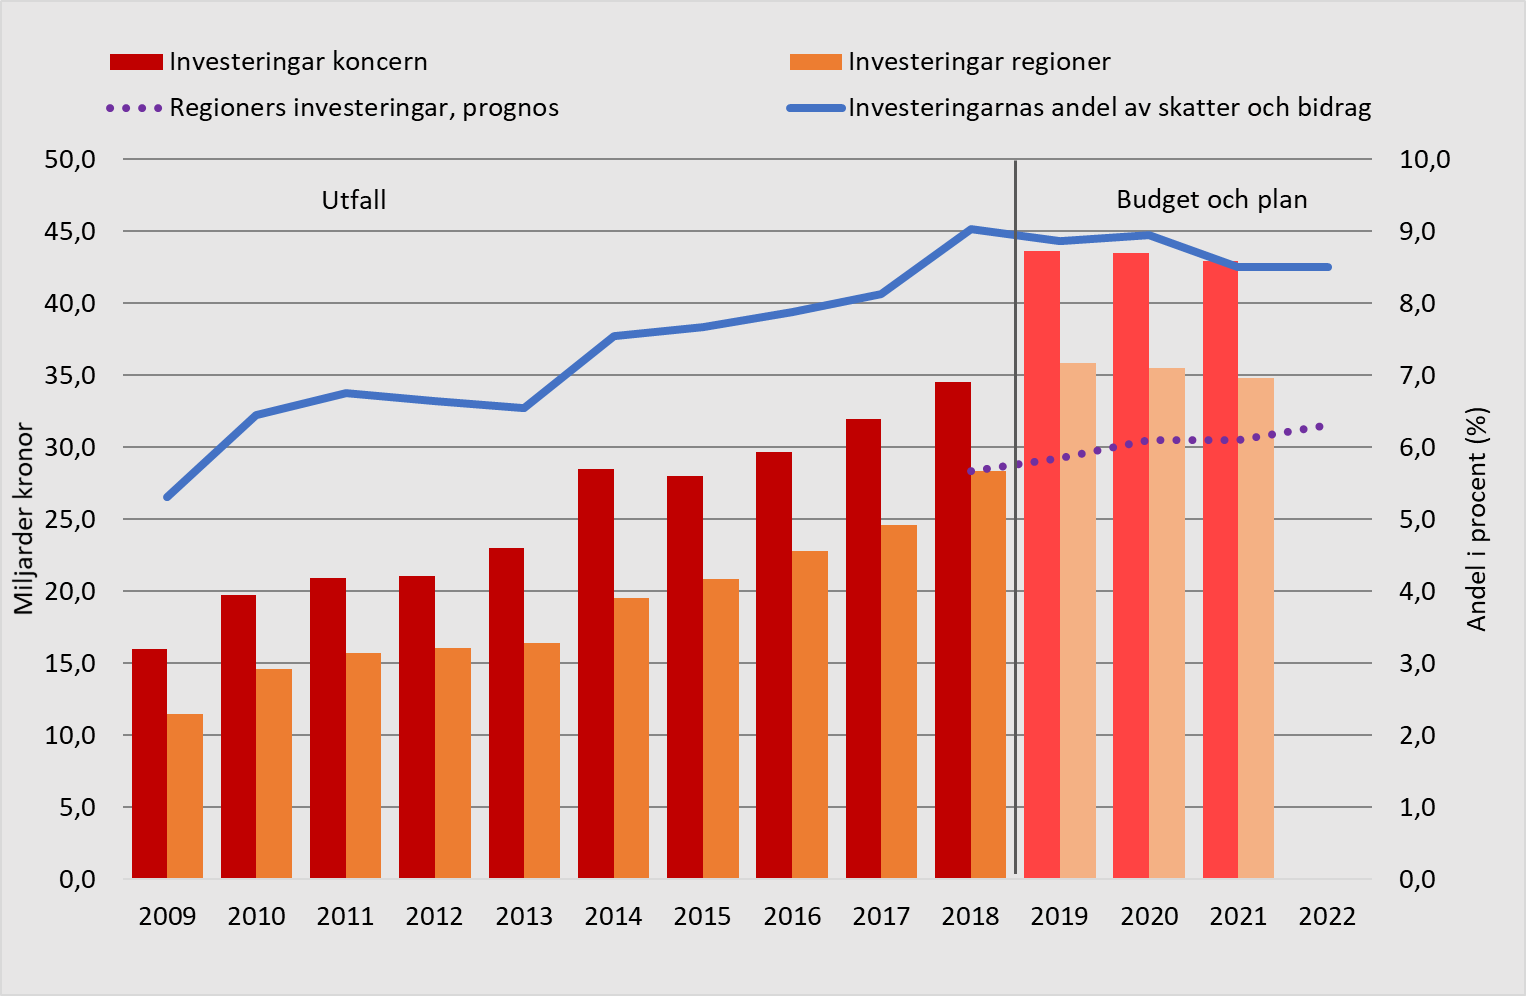 Investeringar koncern
Investeringar regioner
Regioners investeringar, prognos
Investeringarnas andel av skatter och bidrag
50,0
45,0
40,0
35,0
30,0
25,0
20,0
15,0
10,0
5,0
0,0
Miljarder kronor
Utfall
Budget och plan
10,0
9,0
8,0
7,0
6,0
5,0
4,0
3,0
2,0
1,0
0,0
Andel i procent (%)
2009 2010 2011 2012 2013 2014 2015 2016 2017 2018 2019 2020 2021 2022